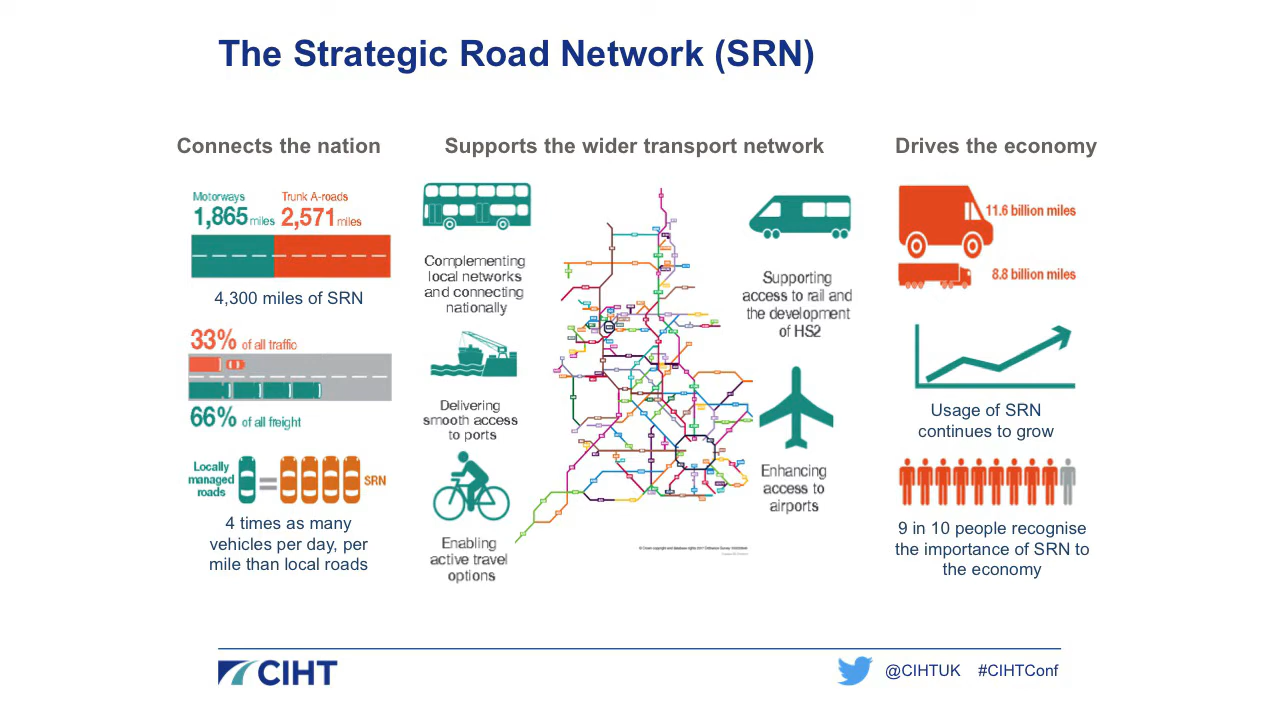 The Strategic Road Network (SRN)
Connects the nation
Motorways
1,865 miles
Trunk A-roads
2,571 miles
4,300 miles of SRN
33% of all traffic
66% of all freight
Locally
managed
roads
=
SRN
4 times as many
vehicles per day, per
mile than local roads
Supports the wider transport network
Complementing
local networks
and connecting
nationally
Delivering
smooth access
to ports
Enabling
active travel
options
Supporting
access to rail and
the development
of HS2
Enhancing
access to
airports
Drives the economy
11.6 billion miles
8.8 billion miles
Usage of SRN
continues to grow
9 in 10 people recognise
the importance of SRN to
the economy
CIHT
@CIHTUK #CIHTConf